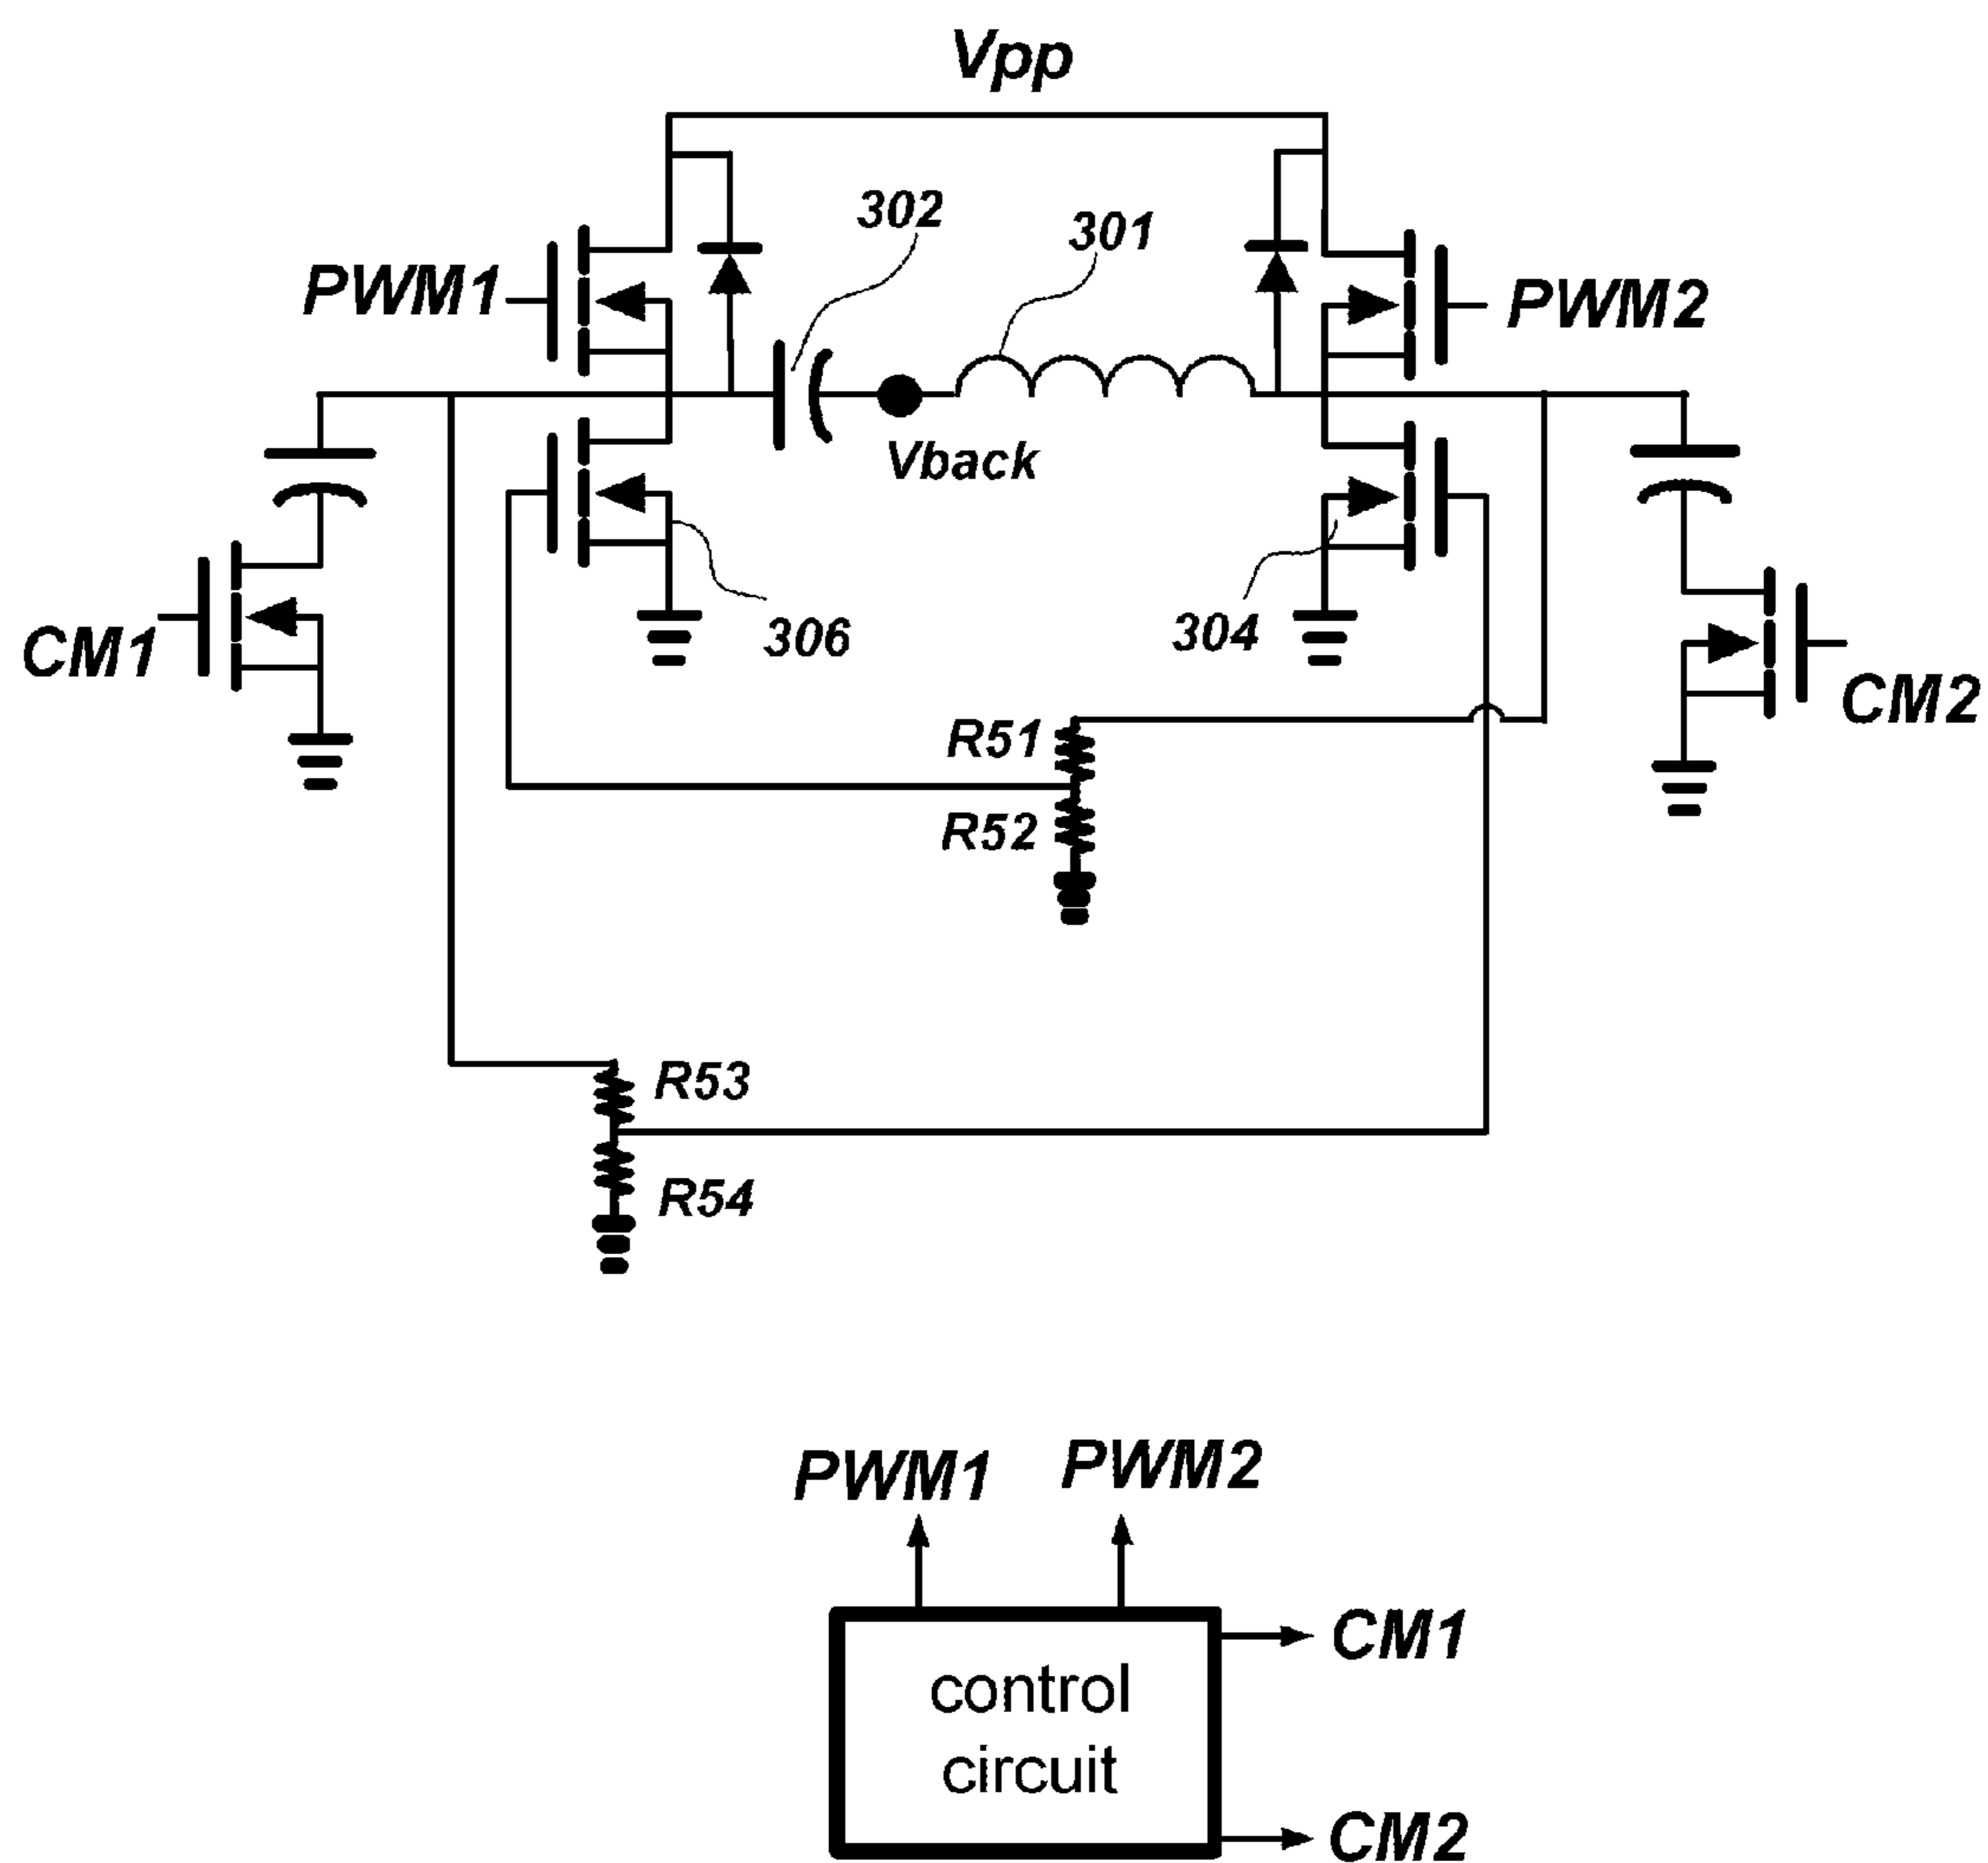 Vpp
302
301
PWM1
PWM2
Vback
306
304
CM1
CM2
R51
R52
R53
R54
PWM1
PWM2
CM1
control
circuit
CM2